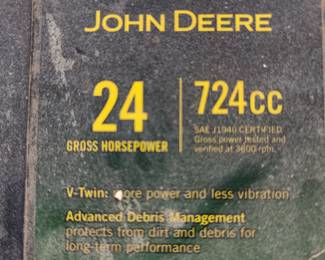 JOHN DEERE
24
GROSS HORSEPOWER
724cc
SAE J1940 CERTIFIED
Gross power tested and
verified at 3600 rpm.
V-Twin: more power and less vibration
Advanced Debris Management
protects from dirt and debris for
long-term performance